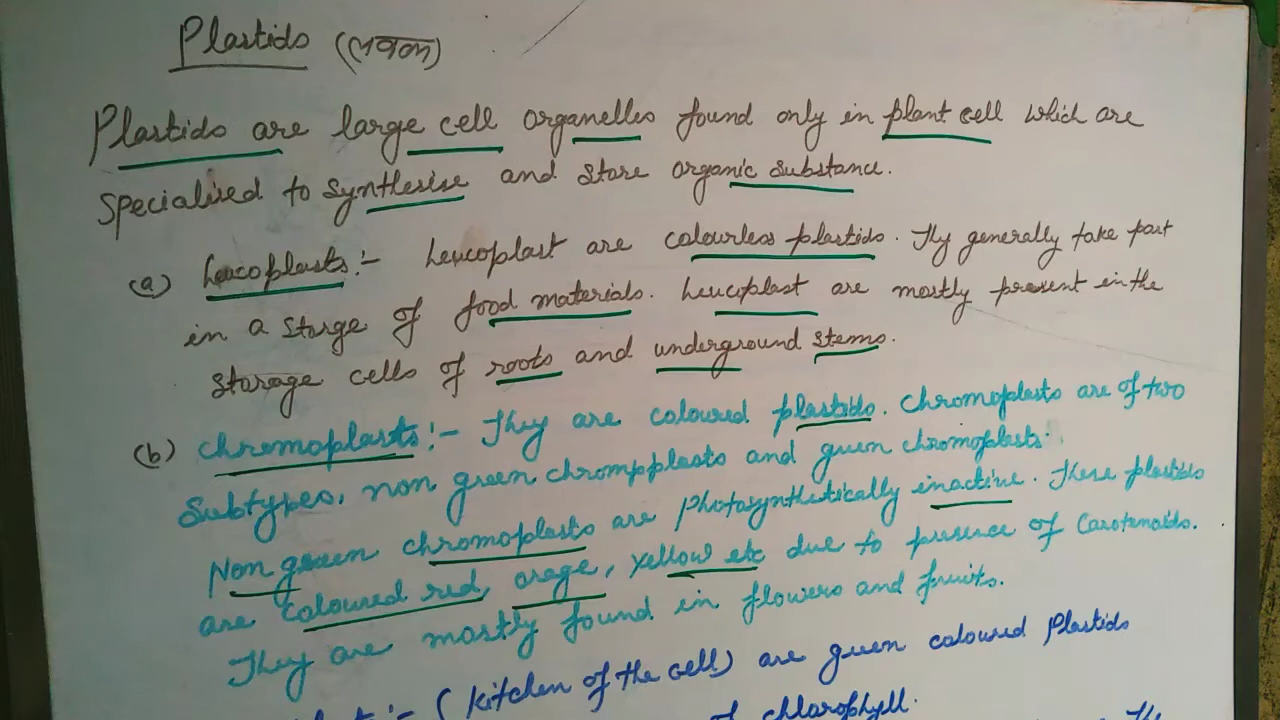 Plastids (लवक)
Plastids are large cell organelles found only in plant cell which are
specialised to synthesise and store organic substance.
(a) Leucoplasts:- Leucoplast are colourless plastids. They generally take part
in a storge of food materials. Leucoplast are mostly present in the
storage cells of roots and underground stems.
(b) Chromoplasts:- They are coloured plastids. Chromoplasts are of two
Subtypes, non green chromoplasts and green chromoplasts.
Non green chromoplasts are photosynthetically inactive. These plastids
are coloured red, orage, yellow etc due to presence of Carotenoids.
They are mostly found in flowers and fruits.
:- (kitchen of the cell) are green coloured Plastids
of chlorophyll.